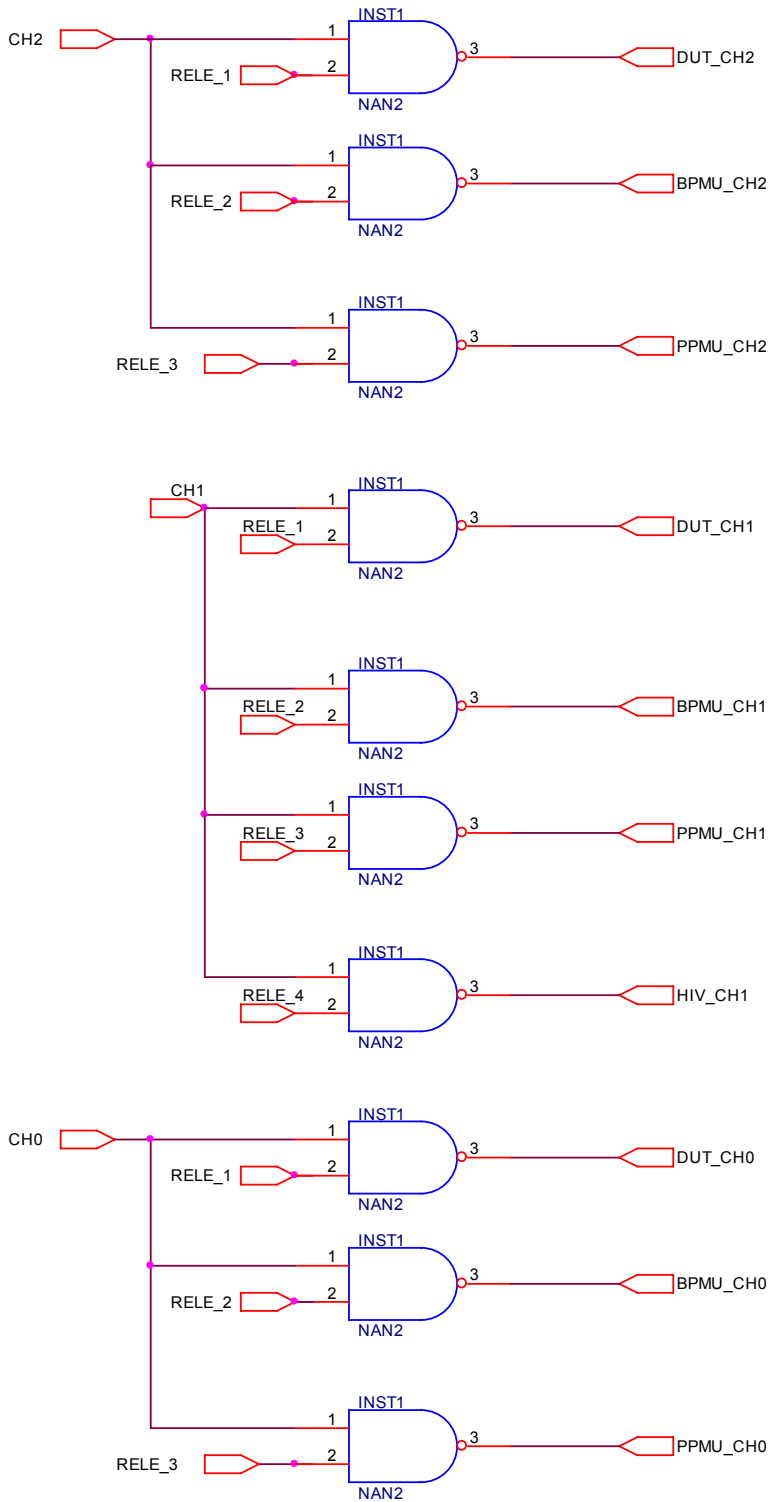 INST1
CH2
1
3
DUT_CH2
RELE_1
2
NAN2
INST1
1
3
BPMU_CH2
RELE_2
2
NAN2
INST1
1
3
PPMU_CH2
RELE_3
2
NAN2
INST1
CH1
1
3
DUT_CH1
RELE_1
2
NAN2
INST1
1
3
BPMU_CH1
RELE_2
2
NAN2
INST1
1
3
PPMU_CH1
RELE_3
2
NAN2
INST1
1
3
HIV_CH1
RELE_4
2
NAN2
INST1
CH0
1
3
DUT_CH0
RELE_1
2
NAN2
INST1
1
3
BPMU_CH0
RELE_2
2
NAN2
INST1
1
3
PPMU_CH0
RELE_3
2
NAN2